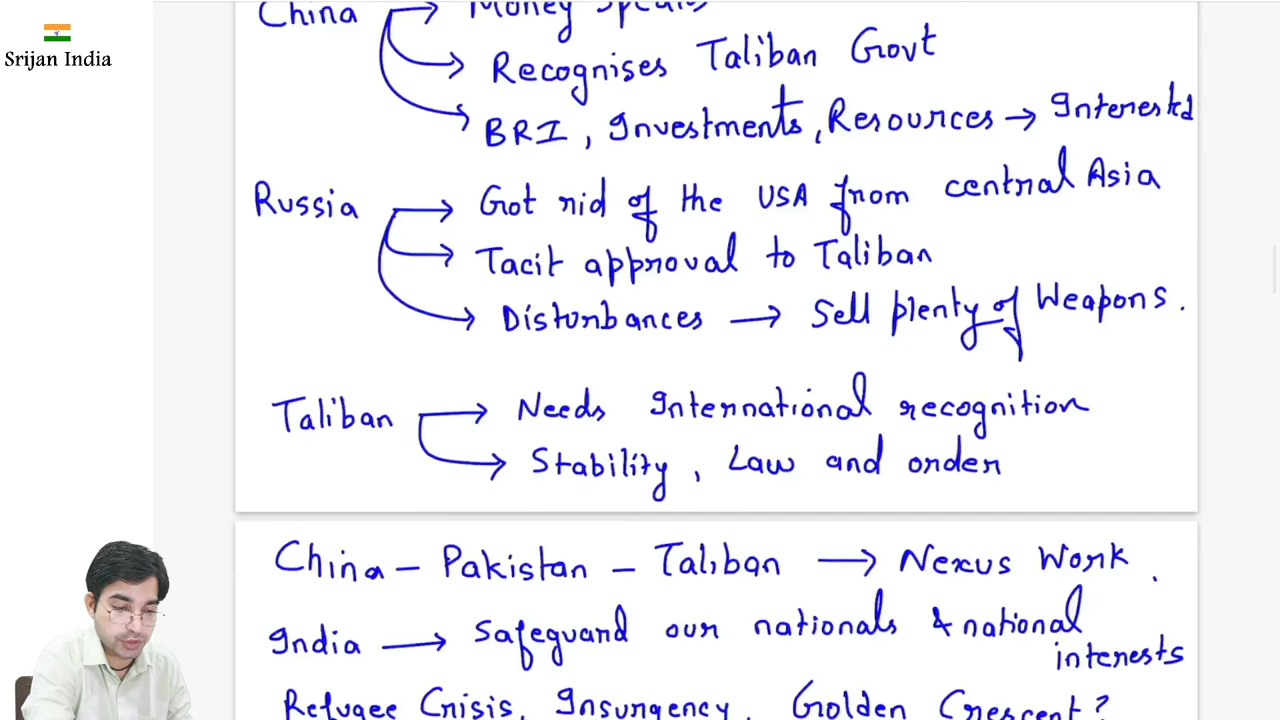 Srijan India
China → Money
→ Recognises Taliban Govt
→ BRI, Investments, Resources → Interested
Russia → Got rid of the USA from central Asia
→ Tacit approval to Taliban
→ Disturbances → Sell plenty of Weapons.
Taliban → Needs International recognition
→ Stability, Law and order
China - Pakistan - Taliban → Nexus Work.
India → Safeguard our nationals & national
interests
Refugee Crisis, Insurgency, Golden Crescent?